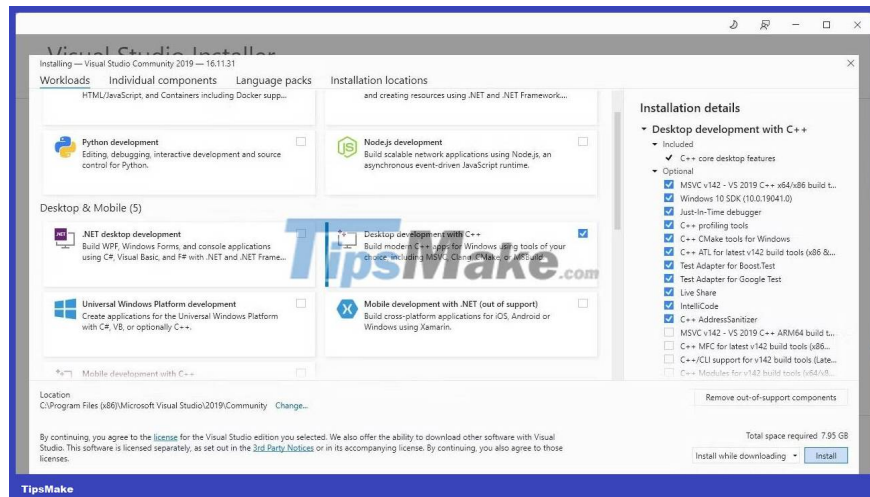 Visual Studio Installer
Installing — Visual Studio Community 2019 — 16.11.31
Workloads Individual components Language packs Installation locations
HTML/JavaScript, and Containers including Docker supp...
and creating resources using .NET and .NET Framework....
Python development
Editing, debugging, interactive development and source
control for Python.
Node.js development
Build scalable network applications using Node.js, an
asynchronous event-driven JavaScript runtime.
Desktop & Mobile (5)
.NET desktop development
Build WPF, Windows Forms, and console applications
using C#, Visual Basic, and F# with .NET and .NET Frame...
Desktop development with C++
Build modern C++ apps for Windows using tools of your
choice, including MSVC, Clang, CMake, or MSBuild.
Universal Windows Platform development
Create applications for the Universal Windows Platform
with C#, VB, or optionally C++.
Mobile development with .NET (out of support)
Build cross-platform applications for iOS, Android or
Windows using Xamarin.
Mobile development with C++
TipsMake.com
Installation details
Desktop development with C++
Included
C++ core desktop features
Optional
MSVC v142 - VS 2019 C++ x64/x86 build t...
Windows 10 SDK (10.0.19041.0)
Just-In-Time debugger
C++ profiling tools
C++ CMake tools for Windows
C++ ATL for latest v142 build tools (x86 &...
Test Adapter for Boost.Test
Test Adapter for Google Test
Live Share
IntelliCode
C++ AddressSanitizer
MSVC v142 - VS 2019 C++ ARM64 build t...
C++ MFC for latest v142 build tools (x86...
C++/CLI support for v142 build tools (Late...
C++ Modules for v142 build tools (x64/x8...
Location
C:\Program Files (x86)\Microsoft Visual Studio\2019\Community Change...
Remove out-of-support components
By continuing, you agree to the license for the Visual Studio edition you selected. We also offer the ability to download other software with Visual
Studio. This software is licensed separately, as set out in the 3rd Party Notices or in its accompanying license. By continuing, you also agree to those
licenses.
Total space required 7.95 GB
Install while downloading Install
TipsMake